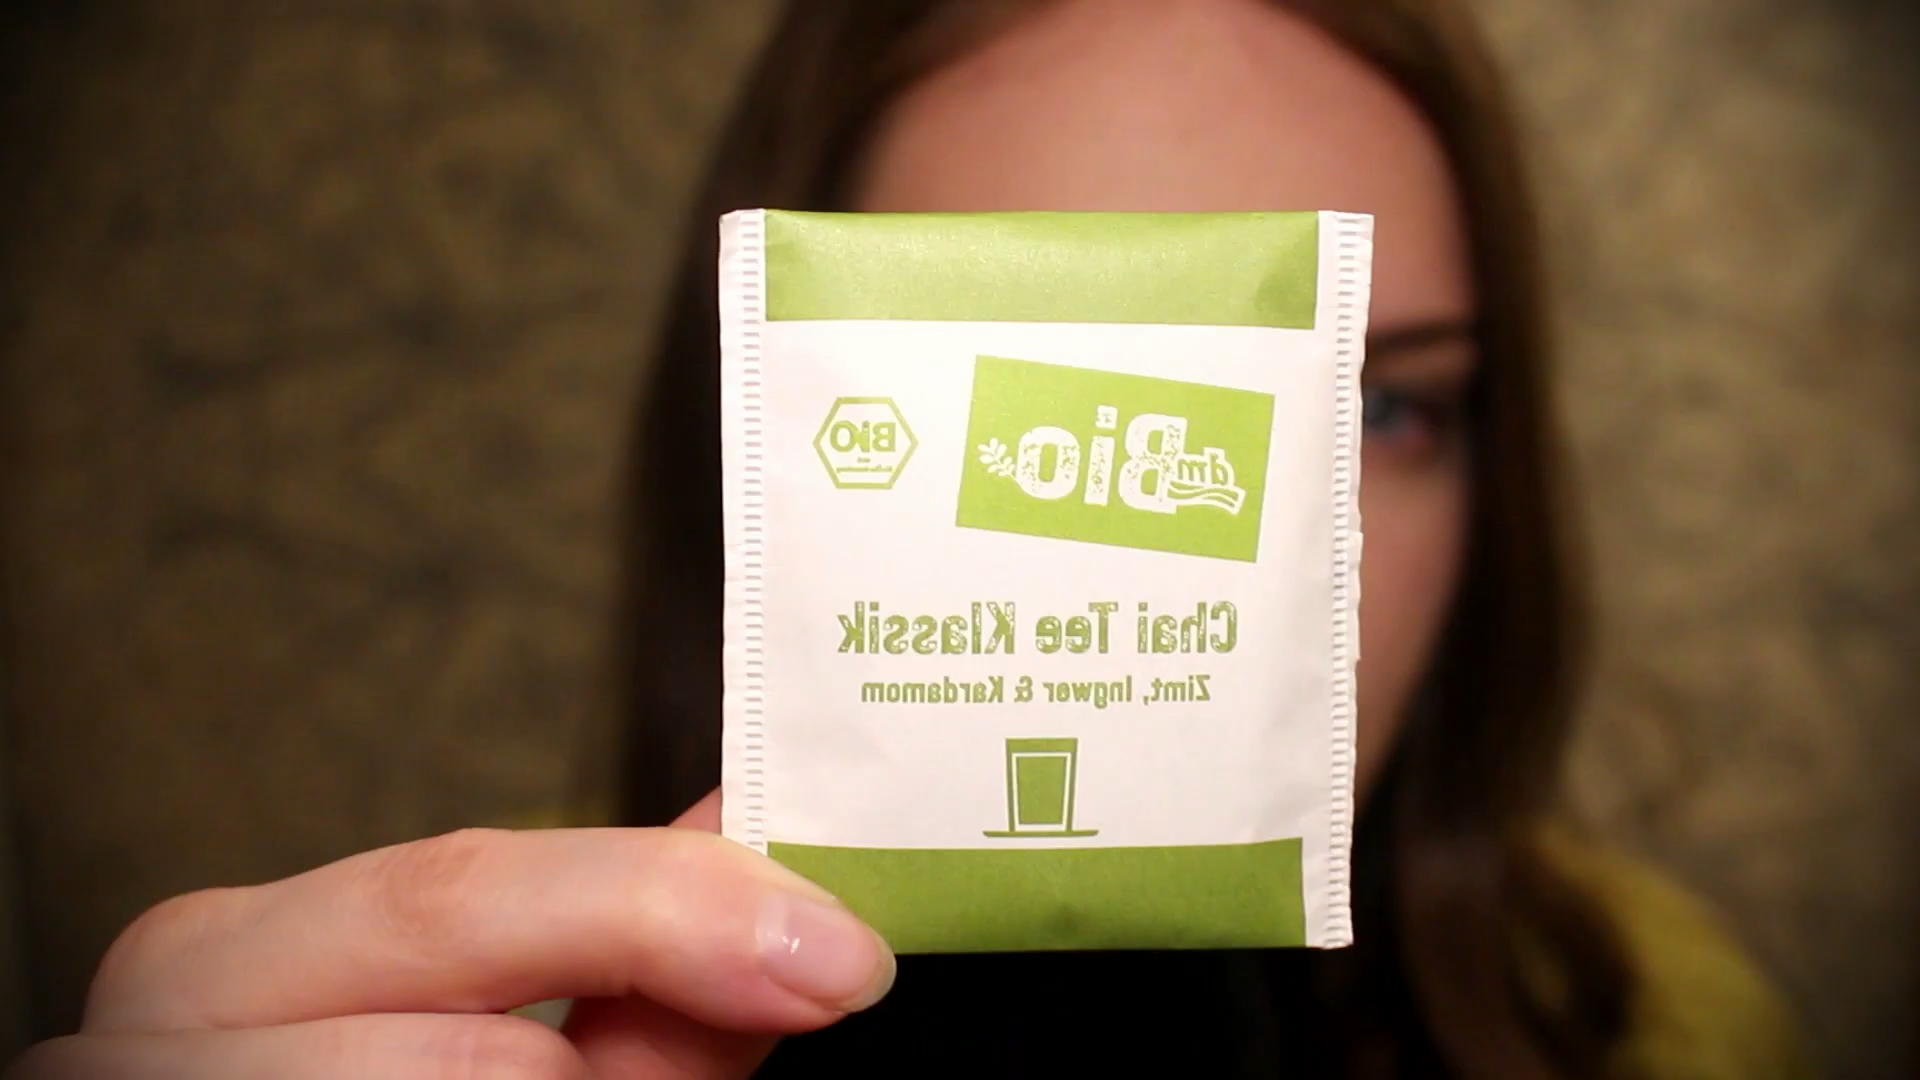 dm
Bio
BIO
Chai Tee Klassik
Zimt, Ingwer & Kardamom